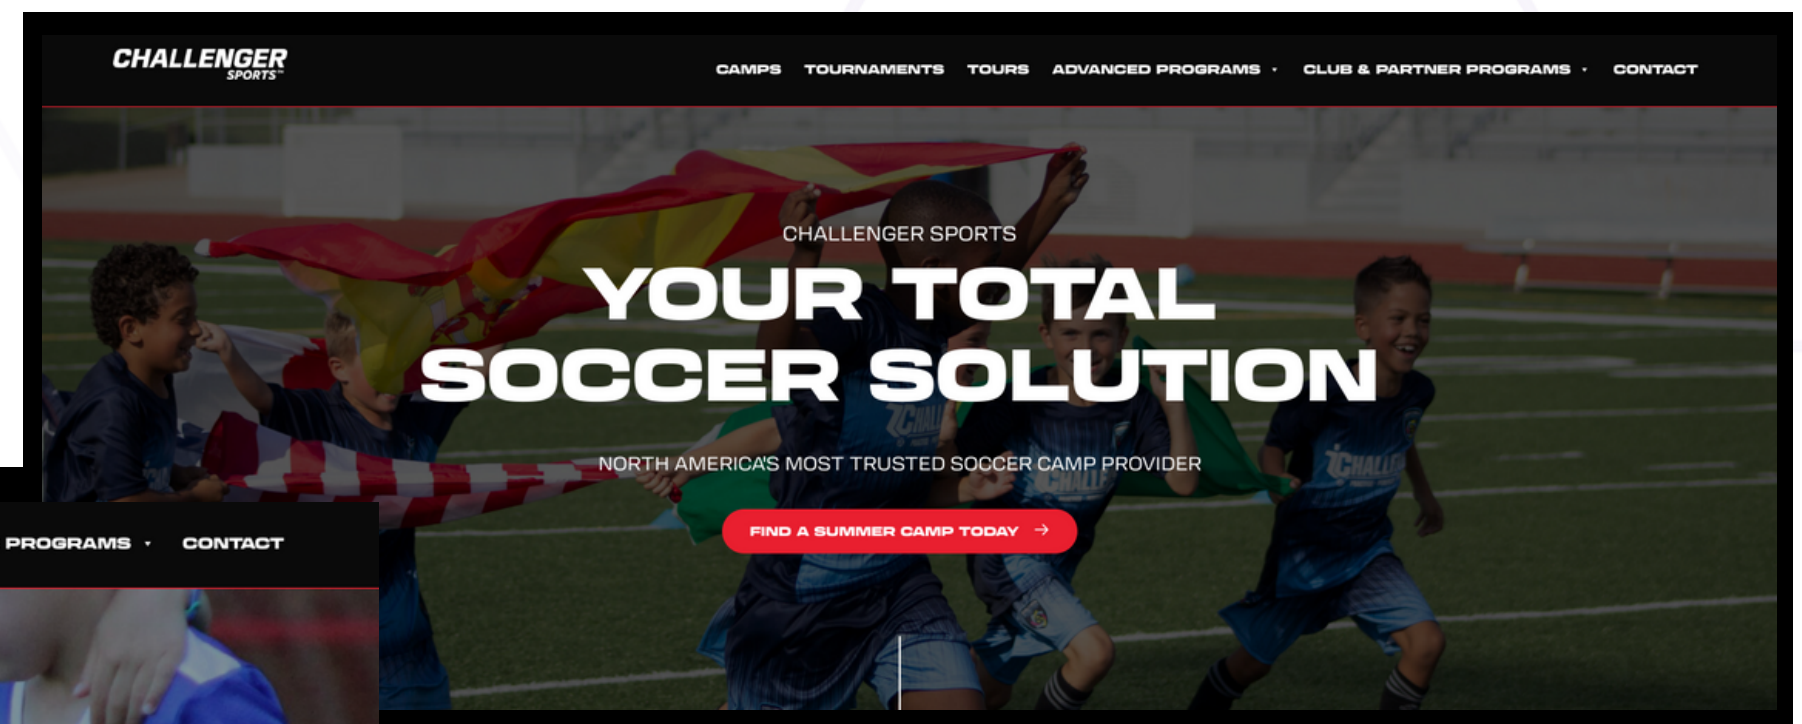 CHALLENGER
SPORTS™
CAMPS TOURNAMENTS TOURS ADVANCED PROGRAMS CLUB & PARTNER PROGRAMS CONTACT
CHALLENGER SPORTS
YOUR TOTAL
SOCCER SOLUTION
NORTH AMERICA'S MOST TRUSTED SOCCER CAMP PROVIDER
FIND A SUMMER CAMP TODAY →
PROGRAMS CONTACT